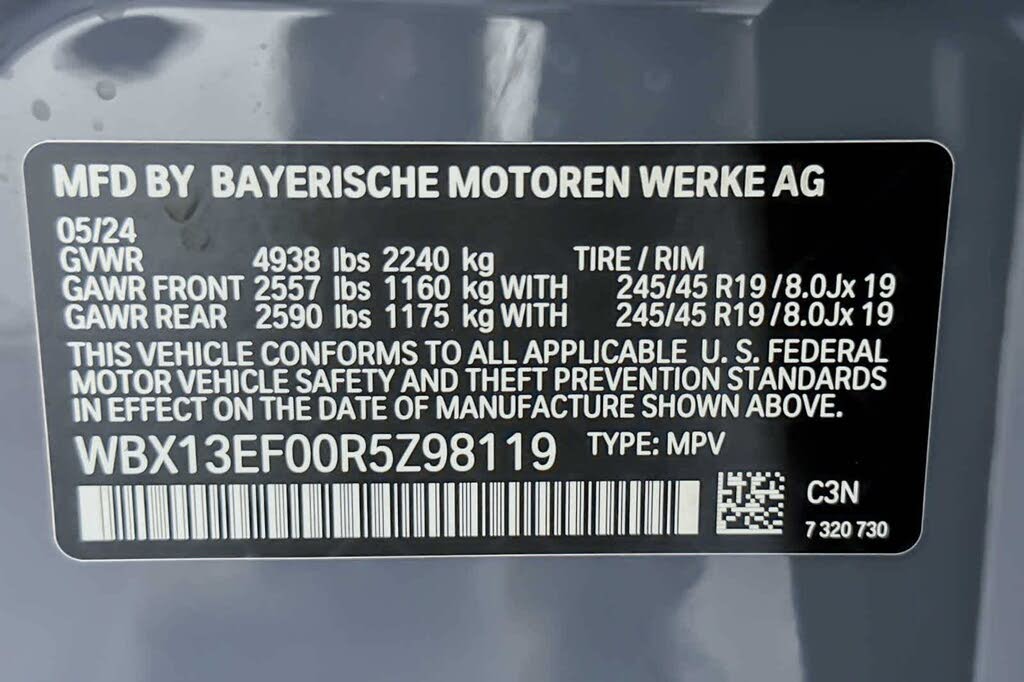 MFD BY BAYERISCHE MOTOREN WERKE AG
05/24
GVWR 4938 lbs 2240 kg TIRE / RIM
GAWR FRONT 2557 lbs 1160 kg WITH 245/45 R19 /8.0Jx 19
GAWR REAR 2590 lbs 1175 kg WITH 245/45 R19 /8.0Jx 19
THIS VEHICLE CONFORMS TO ALL APPLICABLE U. S. FEDERAL
MOTOR VEHICLE SAFETY AND THEFT PREVENTION STANDARDS
IN EFFECT ON THE DATE OF MANUFACTURE SHOWN ABOVE.
WBX13EF00R5Z98119 TYPE: MPV
C3N
7 320 730